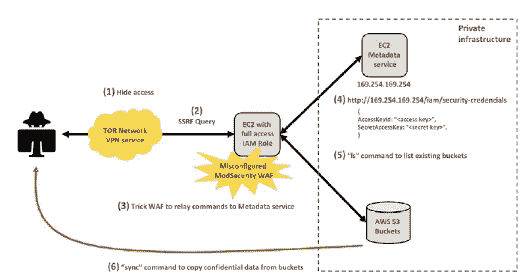 Private
infrastructure
EC2
Metadata
service
169.254.169.254
(1) Hide access
(2)
SSRF Query
TOR Network
VPN service
EC2 with
full access
IAM Role
Misconfigured
ModSecurity WAF
(3) Trick WAF to relay commands to Metadata service
(4) http://169.254.169.254/iam/security-credentials
{
AccessKeyId: "<access key>",
SecretAccessKey: "<secret key>",
}
(5) "ls" command to list existing buckets
AWS S3
Buckets
(6) "sync" command to copy confidential data from buckets